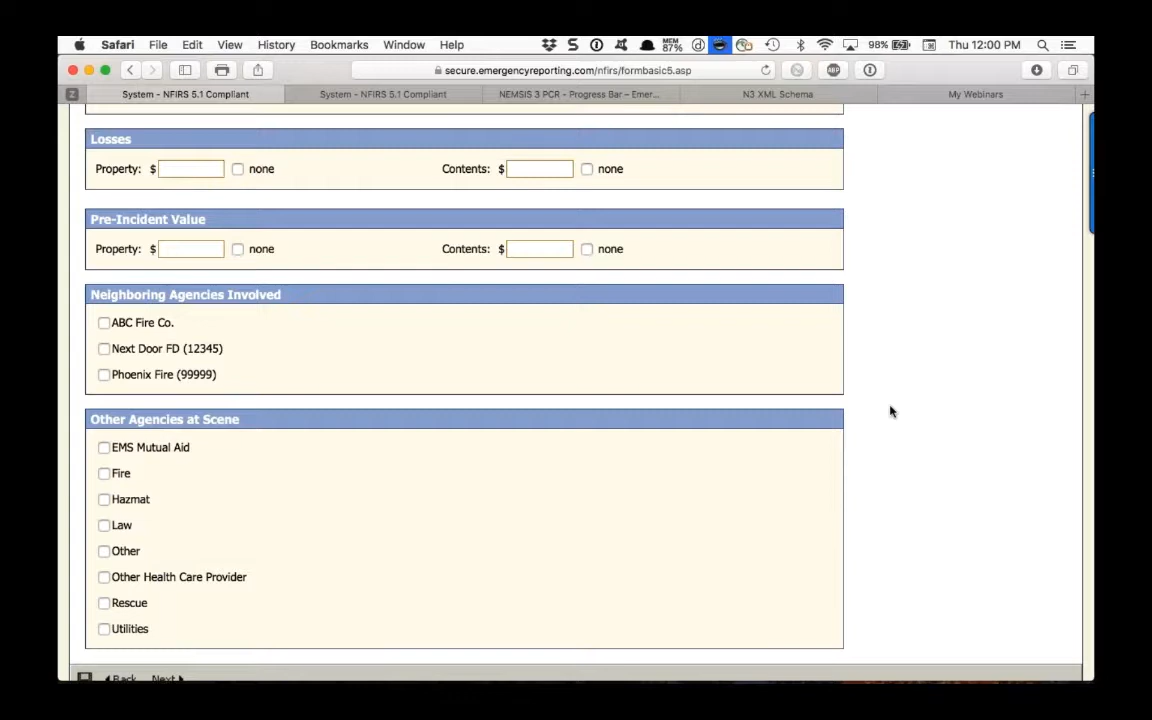 Safari File Edit View History Bookmarks Window Help MEM 87% 98% Thu 12:00 PM
secure.emergencyreporting.com/nfirs/formbasic5.asp ABP
Z System - NFIRS 5.1 Compliant System - NFIRS 5.1 Compliant NEMSIS 3 PCR - Progress Bar – Emer... N3 XML Schema My Webinars +
Losses
Property: $ none Contents: $ none
Pre-Incident Value
Property: $ none Contents: $ none
Neighboring Agencies Involved
ABC Fire Co.
Next Door FD (12345)
Phoenix Fire (99999)
Other Agencies at Scene
EMS Mutual Aid
Fire
Hazmat
Law
Other
Other Health Care Provider
Rescue
Utilities
Back Next